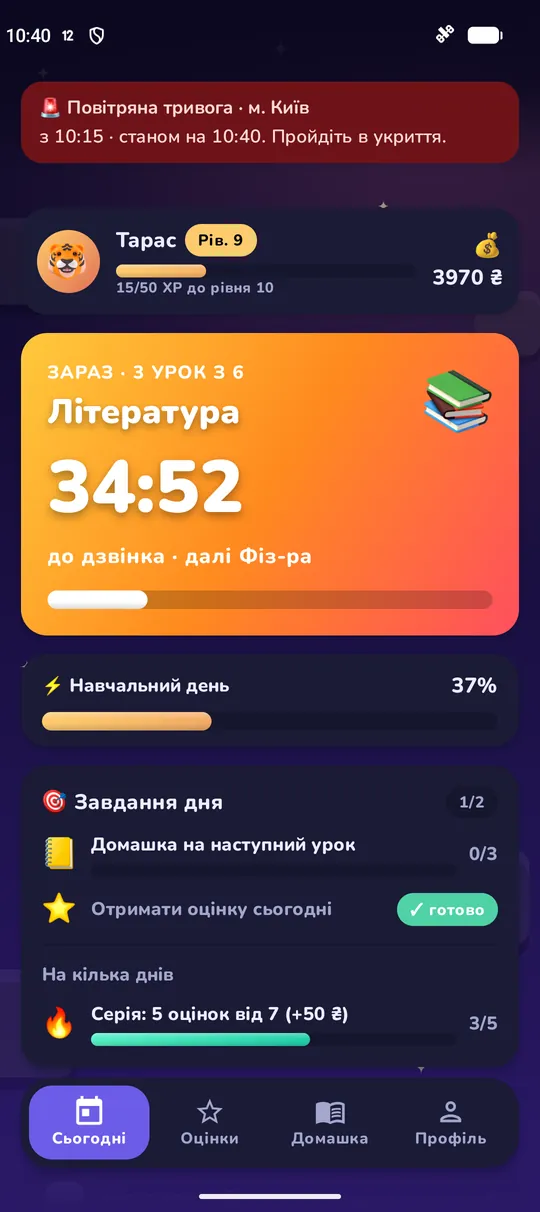 10:40 12
🚨 Повітряна тривога · м. Київ
з 10:15 · станом на 10:40. Пройдіть в укриття.
Тарас Рів. 9
15/50 XP до рівня 10
3970 ₴
ЗАРАЗ · 3 УРОК З 6
Література
34:52
до дзвінка · далі Фіз-ра
⚡ Навчальний день 37%
🎯 Завдання дня 1/2
Домашка на наступний урок 0/3
Отримати оцінку сьогодні ✓ готово
На кілька днів
Серія: 5 оцінок від 7 (+50 ₴) 3/5
Сьогодні Оцінки Домашка Профіль